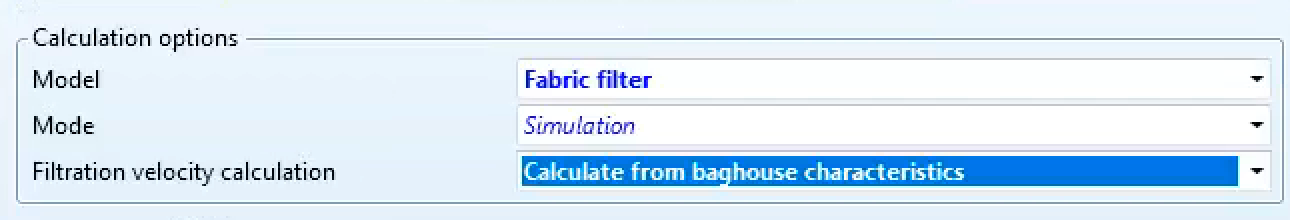 Calculation options
Model Fabric filter
Mode Simulation
Filtration velocity calculation Calculate from baghouse characteristics